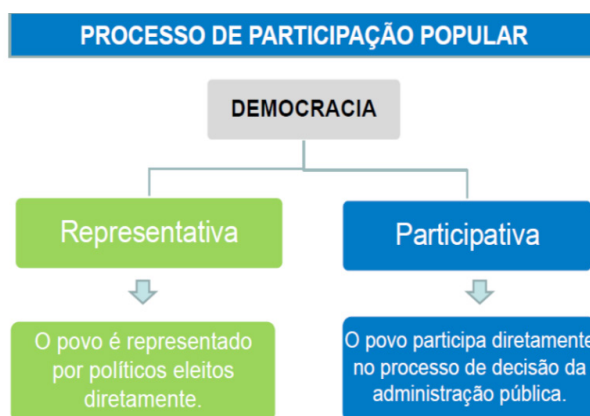 PROCESSO DE PARTICIPAÇÃO POPULAR
DEMOCRACIA
Representativa
Participativa
O povo é representado
por políticos eleitos
diretamente.
O povo participa diretamente
no processo de decisão da
administração pública.